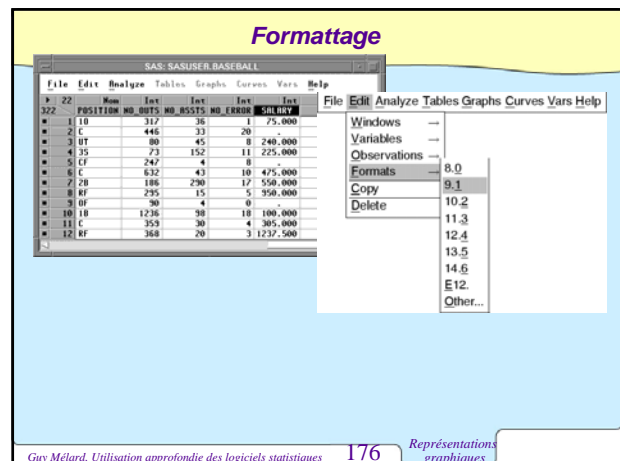 Formattage
SAS: SASUSER.BASEBALL
File Edit Analyze Tables Graphs Curves Vars Help
22 Nom Int Int Int Int
322 POSITION NO_OUTS NO_ASSTS NO_ERROR SALARY
1 10 317 36 1 75.000
2 C 446 33 20 .
3 UT 80 45 8 240.000
4 3S 73 152 11 225.000
5 CF 247 4 8 .
6 C 632 43 10 475.000
7 2B 186 290 17 550.000
8 RF 295 15 5 950.000
9 OF 90 4 0 .
10 1B 1236 98 18 100.000
11 C 359 30 4 305.000
12 RF 368 20 3 1237.500
File Edit Analyze Tables Graphs Curves Vars Help
Windows →
Variables →
Observations →
Formats →
Copy
Delete
8.0
9.1
10.2
11.3
12.4
13.5
14.6
E12.
Other...
Guy Mélard, Utilisation approfondie des logiciels statistiques
176
Représentations
graphiques